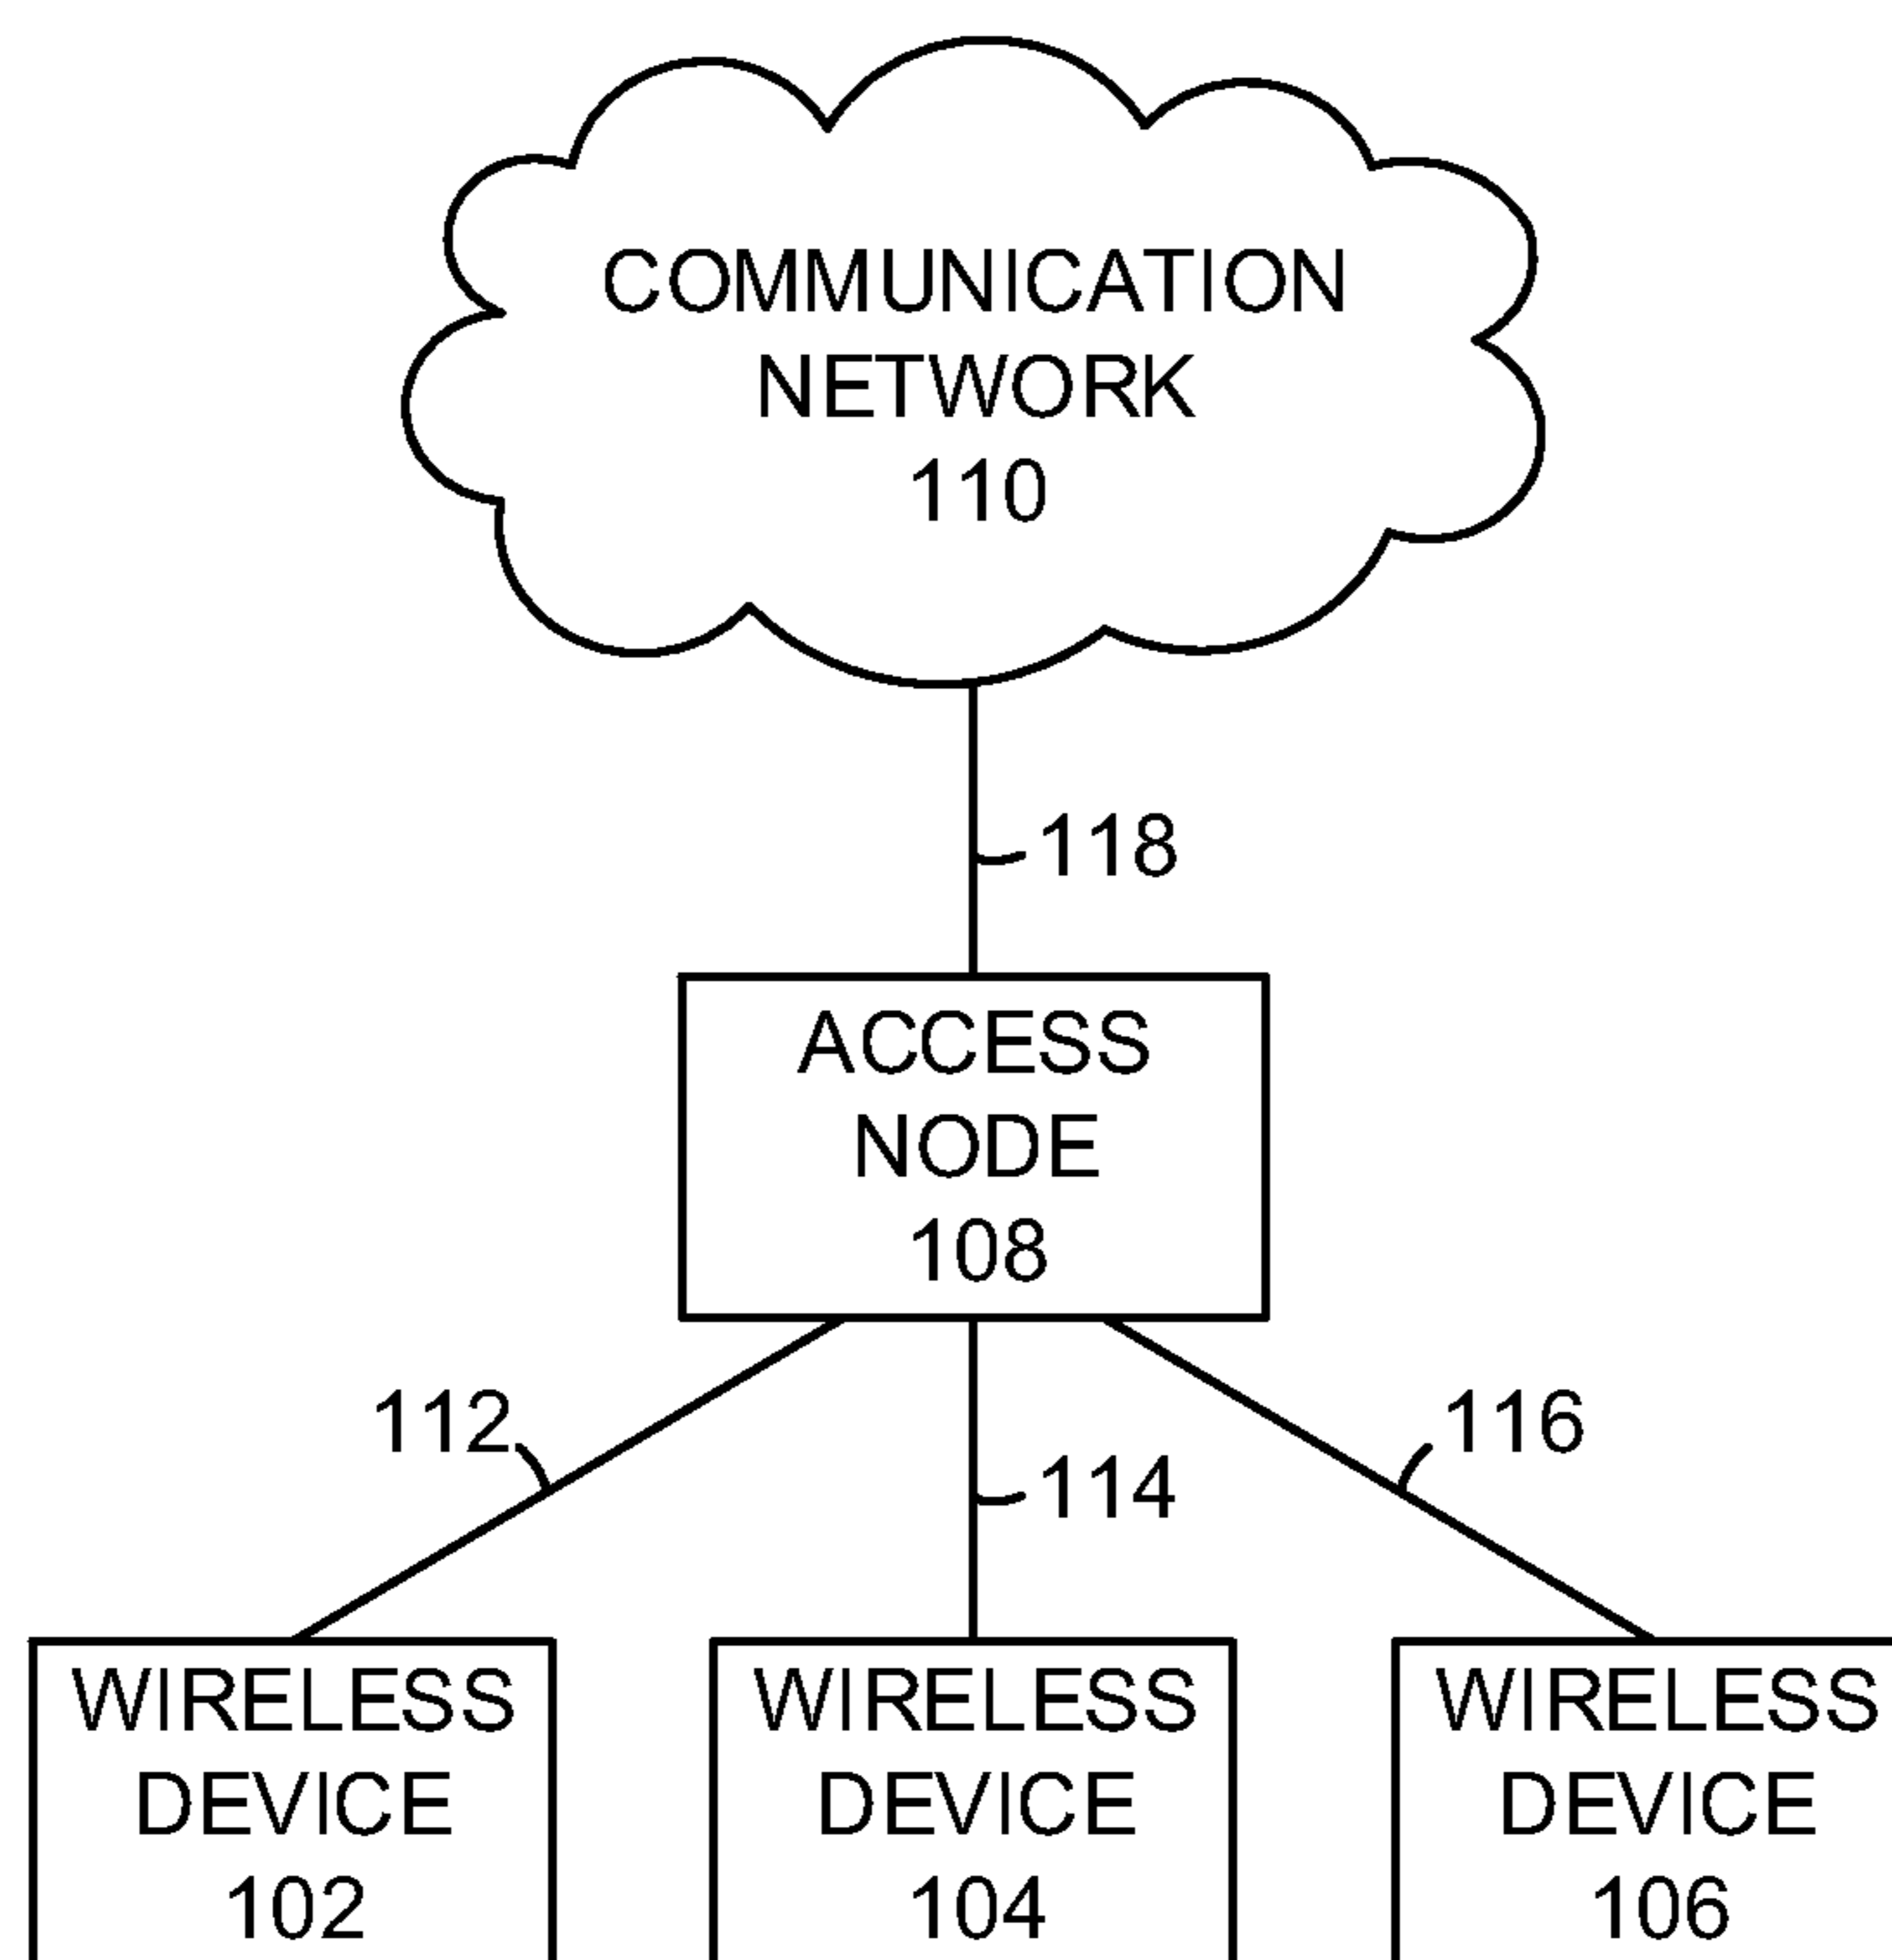 COMMUNICATION
NETWORK
110
118
ACCESS
NODE
108
112
114
116
WIRELESS
DEVICE
102
WIRELESS
DEVICE
104
WIRELESS
DEVICE
106